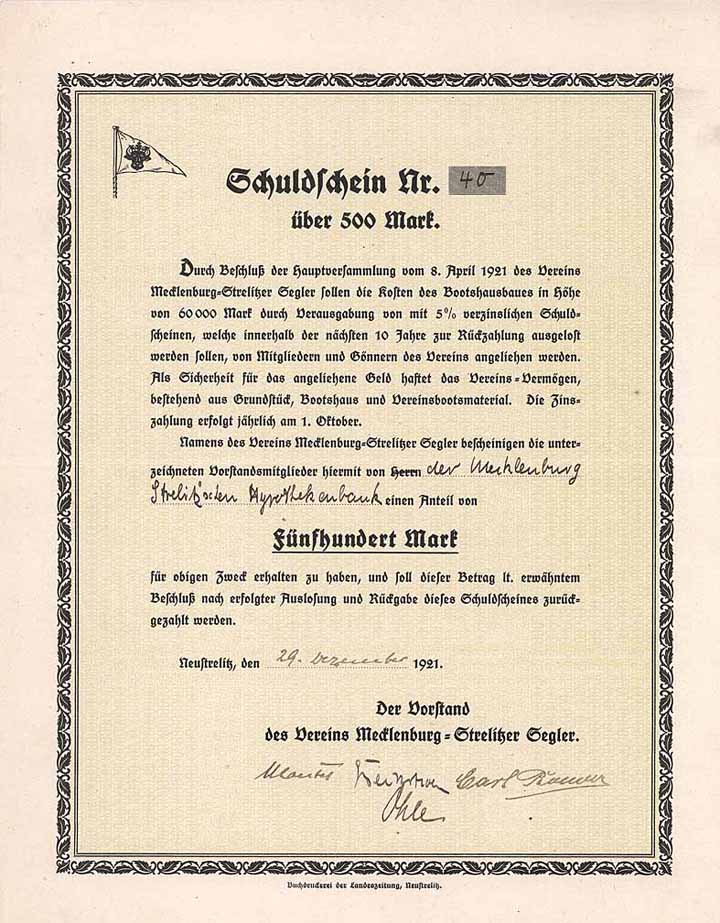 Schuldschein Nr. 40
über 500 Mark.
Durch Beschluß der Hauptversammlung vom 8. April 1921 des Vereins
Mecklenburg-Strelitzer Segler sollen die Kosten des Bootshausbaues in Höhe
von 60000 Mark durch Verausgabung von mit 5% verzinslichen Schuld-
scheinen, welche innerhalb der nächsten 10 Jahre zur Rückzahlung ausgelost
werden sollen, von Mitgliedern und Gönnern des Vereins angeliehen werden.
Als Sicherheit für das angeliehene Geld haftet das Vereins-Vermögen,
bestehend aus Grundstück, Bootshaus und Vereinsbootsmaterial. Die Zins-
zahlung erfolgt jährlich am 1. Oktober.
Namens des Vereins Mecklenburg-Strelitzer Segler bescheinigen die unter-
zeichneten Vorstandsmitglieder hiermit von Herrn der Mecklenburg
Strelitz'schen Hypothekenbank einen Anteil von
Fünfhundert Mark
für obigen Zweck erhalten zu haben, und soll dieser Betrag lt. erwähntem
Beschluß nach erfolgter Auslosung und Rückgabe dieses Schuldscheines zurück-
gezahlt werden.
Neustrelitz, den 29. Dezember 1921.
Der Vorstand
des Vereins Mecklenburg-Strelitzer Segler.
Carl
Ohle
Buchdruckerei der Landeszeitung, Neustrelitz.